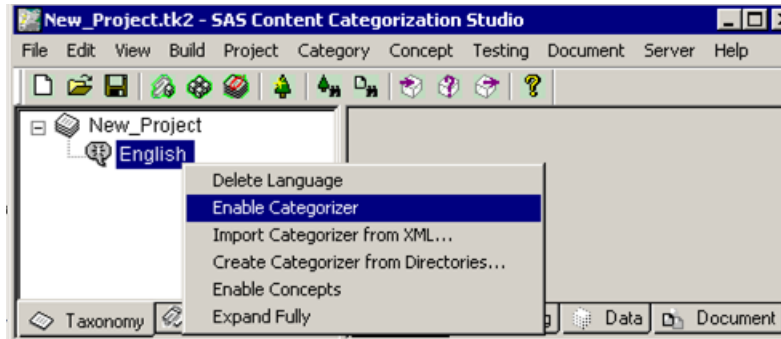 New_Project.tk2 - SAS Content Categorization Studio
File Edit View Build Project Category Concept Testing Document Server Help
New_Project
English
Delete Language
Enable Categorizer
Import Categorizer from XML...
Create Categorizer from Directories...
Enable Concepts
Expand Fully
Taxonomy Data Document